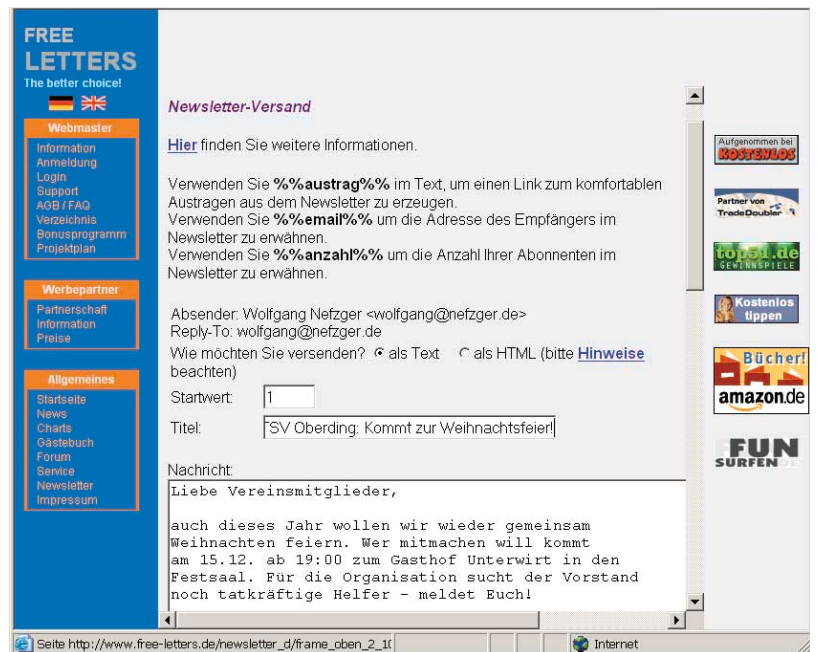 FREE
LETTERS
The better choice!
Webmaster
Information
Anmeldung
Login
Support
AGB / FAQ
Verzeichnis
Bonusprogramm
Projektplan
Werbepartner
Partnerschaft
Information
Preise
Allgemeines
Startseite
News
Charts
Gästebuch
Forum
Service
Newsletter
Impressum
Newsletter-Versand
Hier finden Sie weitere Informationen.
Verwenden Sie %%austrag%% im Text, um einen Link zum komfortablen
Austragen aus dem Newsletter zu erzeugen.
Verwenden Sie %%email%% um die Adresse des Empfängers im
Newsletter zu erwähnen.
Verwenden Sie %%anzahl%% um die Anzahl Ihrer Abonnenten im
Newsletter zu erwähnen.
Absender: Wolfgang Nefzger <wolfgang@nefzger.de>
Reply-To: wolfgang@nefzger.de
Wie möchten Sie versenden? als Text als HTML (bitte Hinweise
beachten)
Startwert: 1
Titel: SV Oberding: Kommt zur Weihnachtsfeier!
Nachricht:
Liebe Vereinsmitglieder,
auch dieses Jahr wollen wir wieder gemeinsam
Weihnachten feiern. Wer mitmachen will kommt
am 15.12. ab 19:00 zum Gasthof Unterwirt in den
Festsaal. Für die Organisation sucht der Vorstand
noch tatkräftige Helfer - meldet Euch!
Aufgenommen bei
KOSTENLOS
Partner von
TradeDoubler
GEWINNSPIELE
Kostenlos
tippen
Bücher!
amazon.de
FUN
SURFEN
Seite http://www.free-letters.de/newsletter_d/frame_oben_2_1
Internet